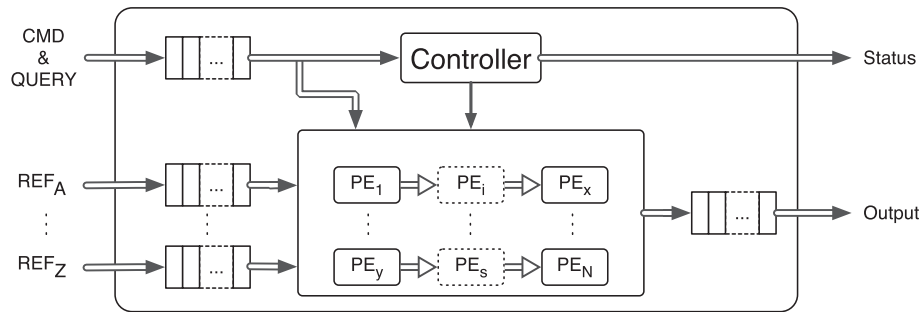 CMD
&
QUERY
...
Controller
Status
REF_A
...
PE_1
PE_i
PE_x
...
Output
REF_Z
...
PE_y
PE_s
PE_N